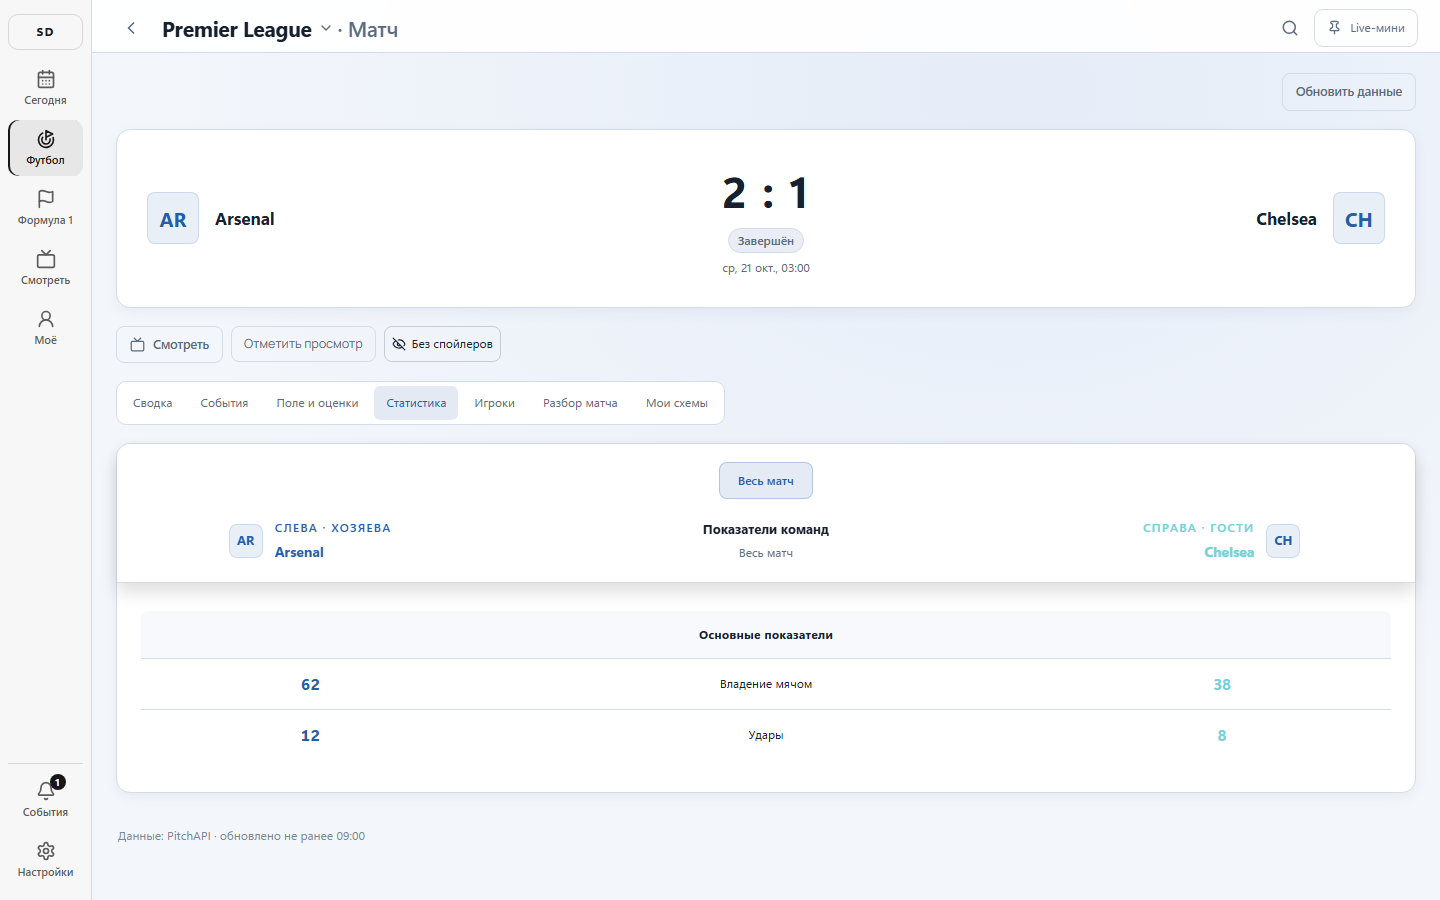 SD
Сегодня
Футбол
Формула 1
Смотреть
Моё
1
События
Настройки
Premier League · Матч
Live-мини
Обновить данные
AR Arsenal
2 : 1
Завершён
ср, 21 окт., 03:00
Chelsea CH
Смотреть
Отметить просмотр
Без спойлеров
Сводка
События
Поле и оценки
Статистика
Игроки
Разбор матча
Мои схемы
Весь матч
AR
СЛЕВА · ХОЗЯЕВА
Arsenal
Показатели команд
Весь матч
СПРАВА · ГОСТИ
Chelsea
CH
Основные показатели
62 Владение мячом 38
12 Удары 8
Данные: PitchAPI · обновлено не ранее 09:00